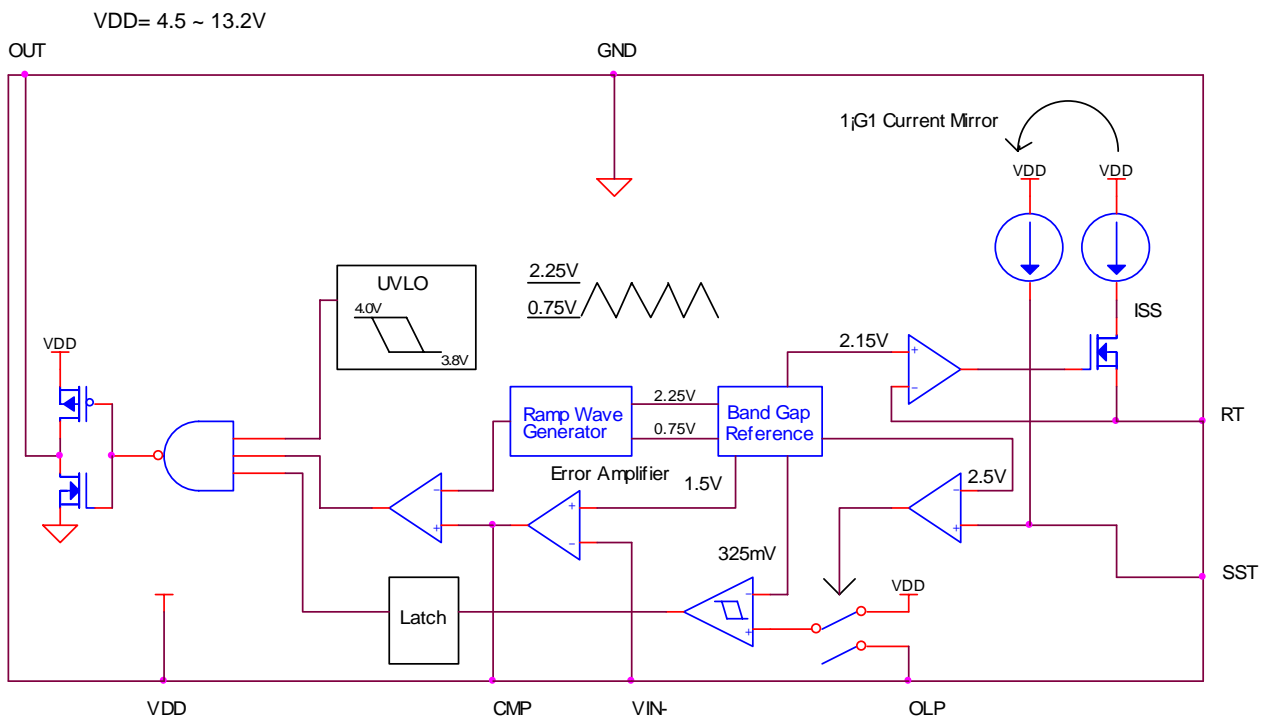 VDD= 4.5 ~ 13.2V
OUT
GND
1¡G1 Current Mirror
VDD
VDD
2.25V
0.75V
UVLO
4.0V
3.8V
ISS
VDD
2.15V
+
−
Ramp Wave
Generator
2.25V
0.75V
Band Gap
Reference
RT
Error Amplifier
1.5V
2.5V
−
+
+
−
−
+
325mV
SST
VDD
Latch
−
+
VDD
CMP
VIN-
OLP